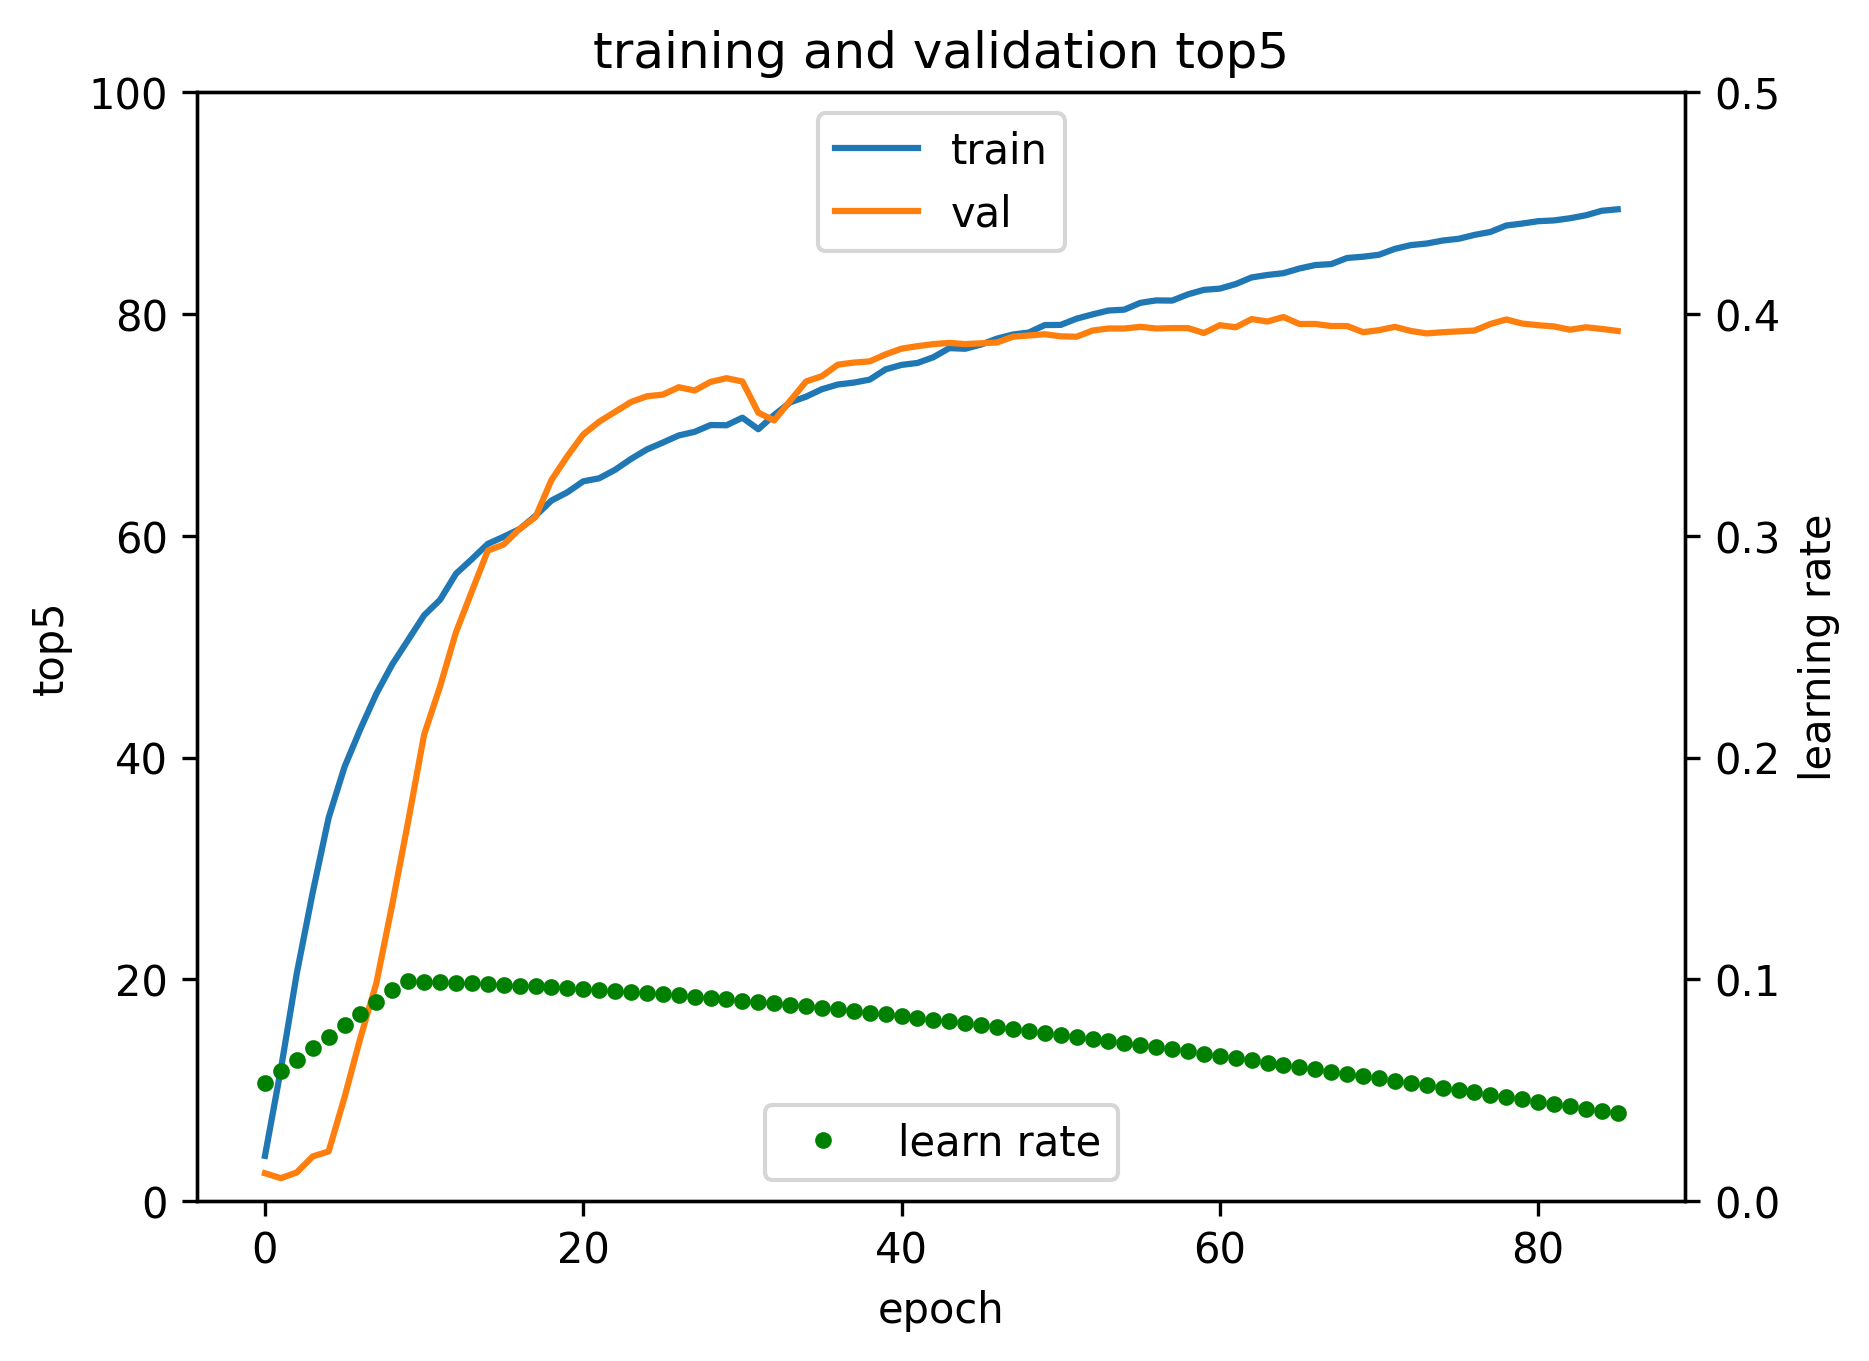 training and validation top5
train
val
learn rate
top5
100
80
60
40
20
0
learning rate
0.5
0.4
0.3
0.2
0.1
0.0
0 20 40 60 80
epoch